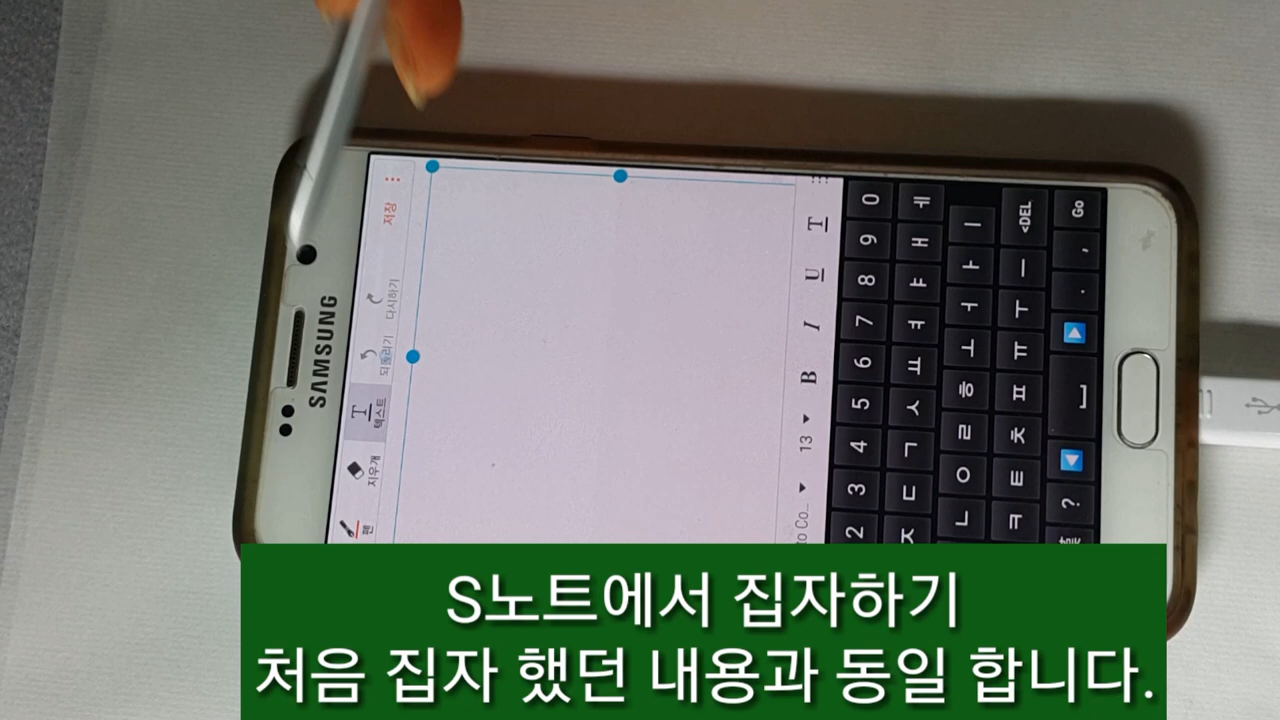 SAMSUNG
펜
지우개
텍스트
되돌리기
다시하기
저장
to Co...
13
B
I
U
T
2 3 4 5 6 7 8 9 0
ㅈ ㄷ ㄱ ㅅ ㅛ ㅕ ㅑ ㅐ ㅔ
ㄴ ㅇ ㄹ ㅎ ㅗ ㅓ ㅏ ㅣ
ㅋ ㅌ ㅊ ㅍ ㅠ ㅜ ㅡ <DEL
? . , Go
S노트에서 집자하기
처음 집자 했던 내용과 동일 합니다.